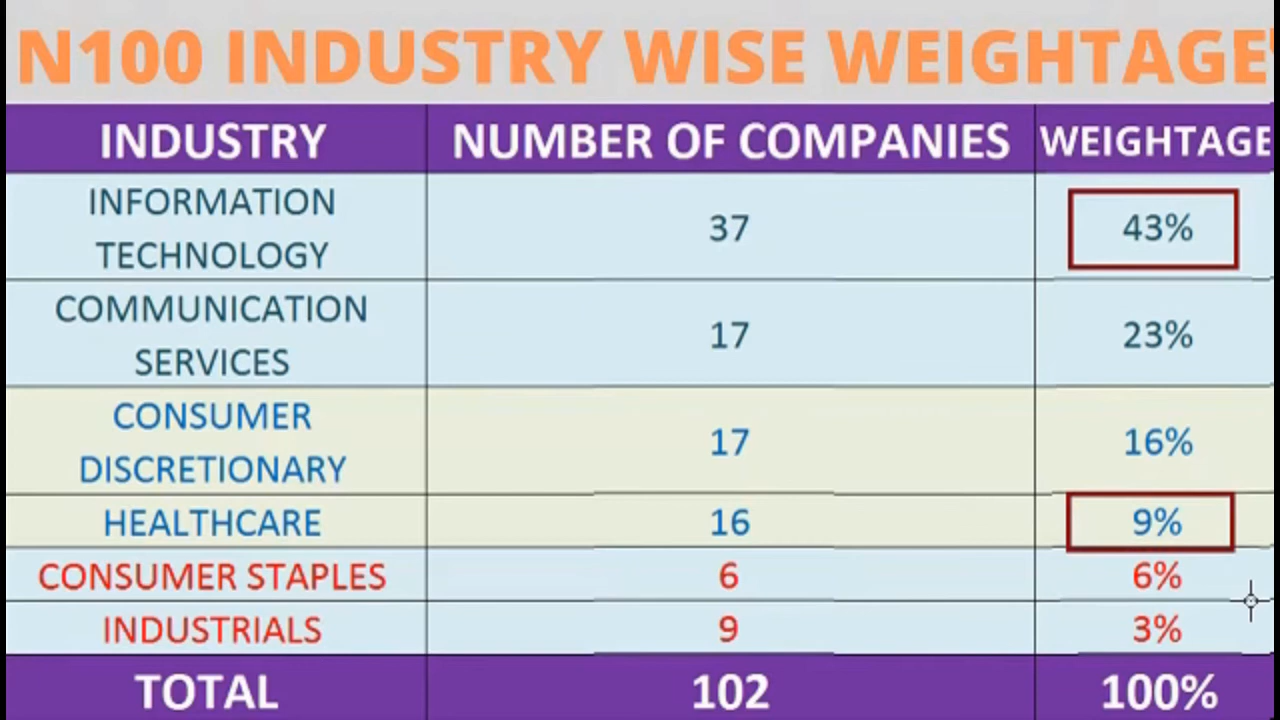 N100 INDUSTRY WISE WEIGHTAGE
INDUSTRY NUMBER OF COMPANIES WEIGHTAGE
INFORMATION
TECHNOLOGY 37 43%
COMMUNICATION
SERVICES 17 23%
CONSUMER
DISCRETIONARY 17 16%
HEALTHCARE 16 9%
CONSUMER STAPLES 6 6%
INDUSTRIALS 9 3%
TOTAL 102 100%